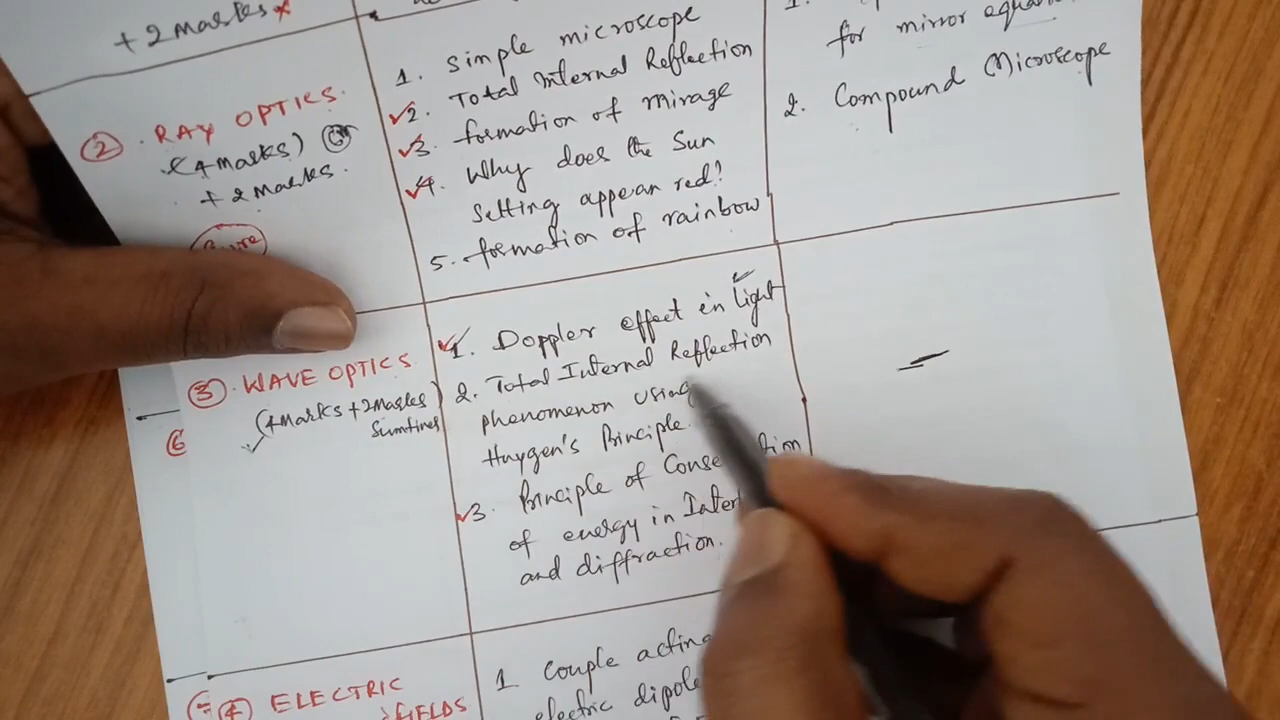 + 2 marks
② RAY OPTICS.
(4 Marks)
+ 2 Marks.
1. Simple microscope
2. Total Internal Reflection
3. formation of mirage
4. Why does the Sun
Setting appear red?
5. formation of rainbow
1.
for mirror
2. Compound Microscope
③ WAVE OPTICS
(4 Marks + 2 Marks)
Sumtimes
1. Doppler effect in Light
2. Total Internal Reflection
phenomenon using
Huygen's Principle.
3. Principle of
of energy in
and diffraction.
④ ELECTRIC
FIELDS
1 Couple acting
electric dipole